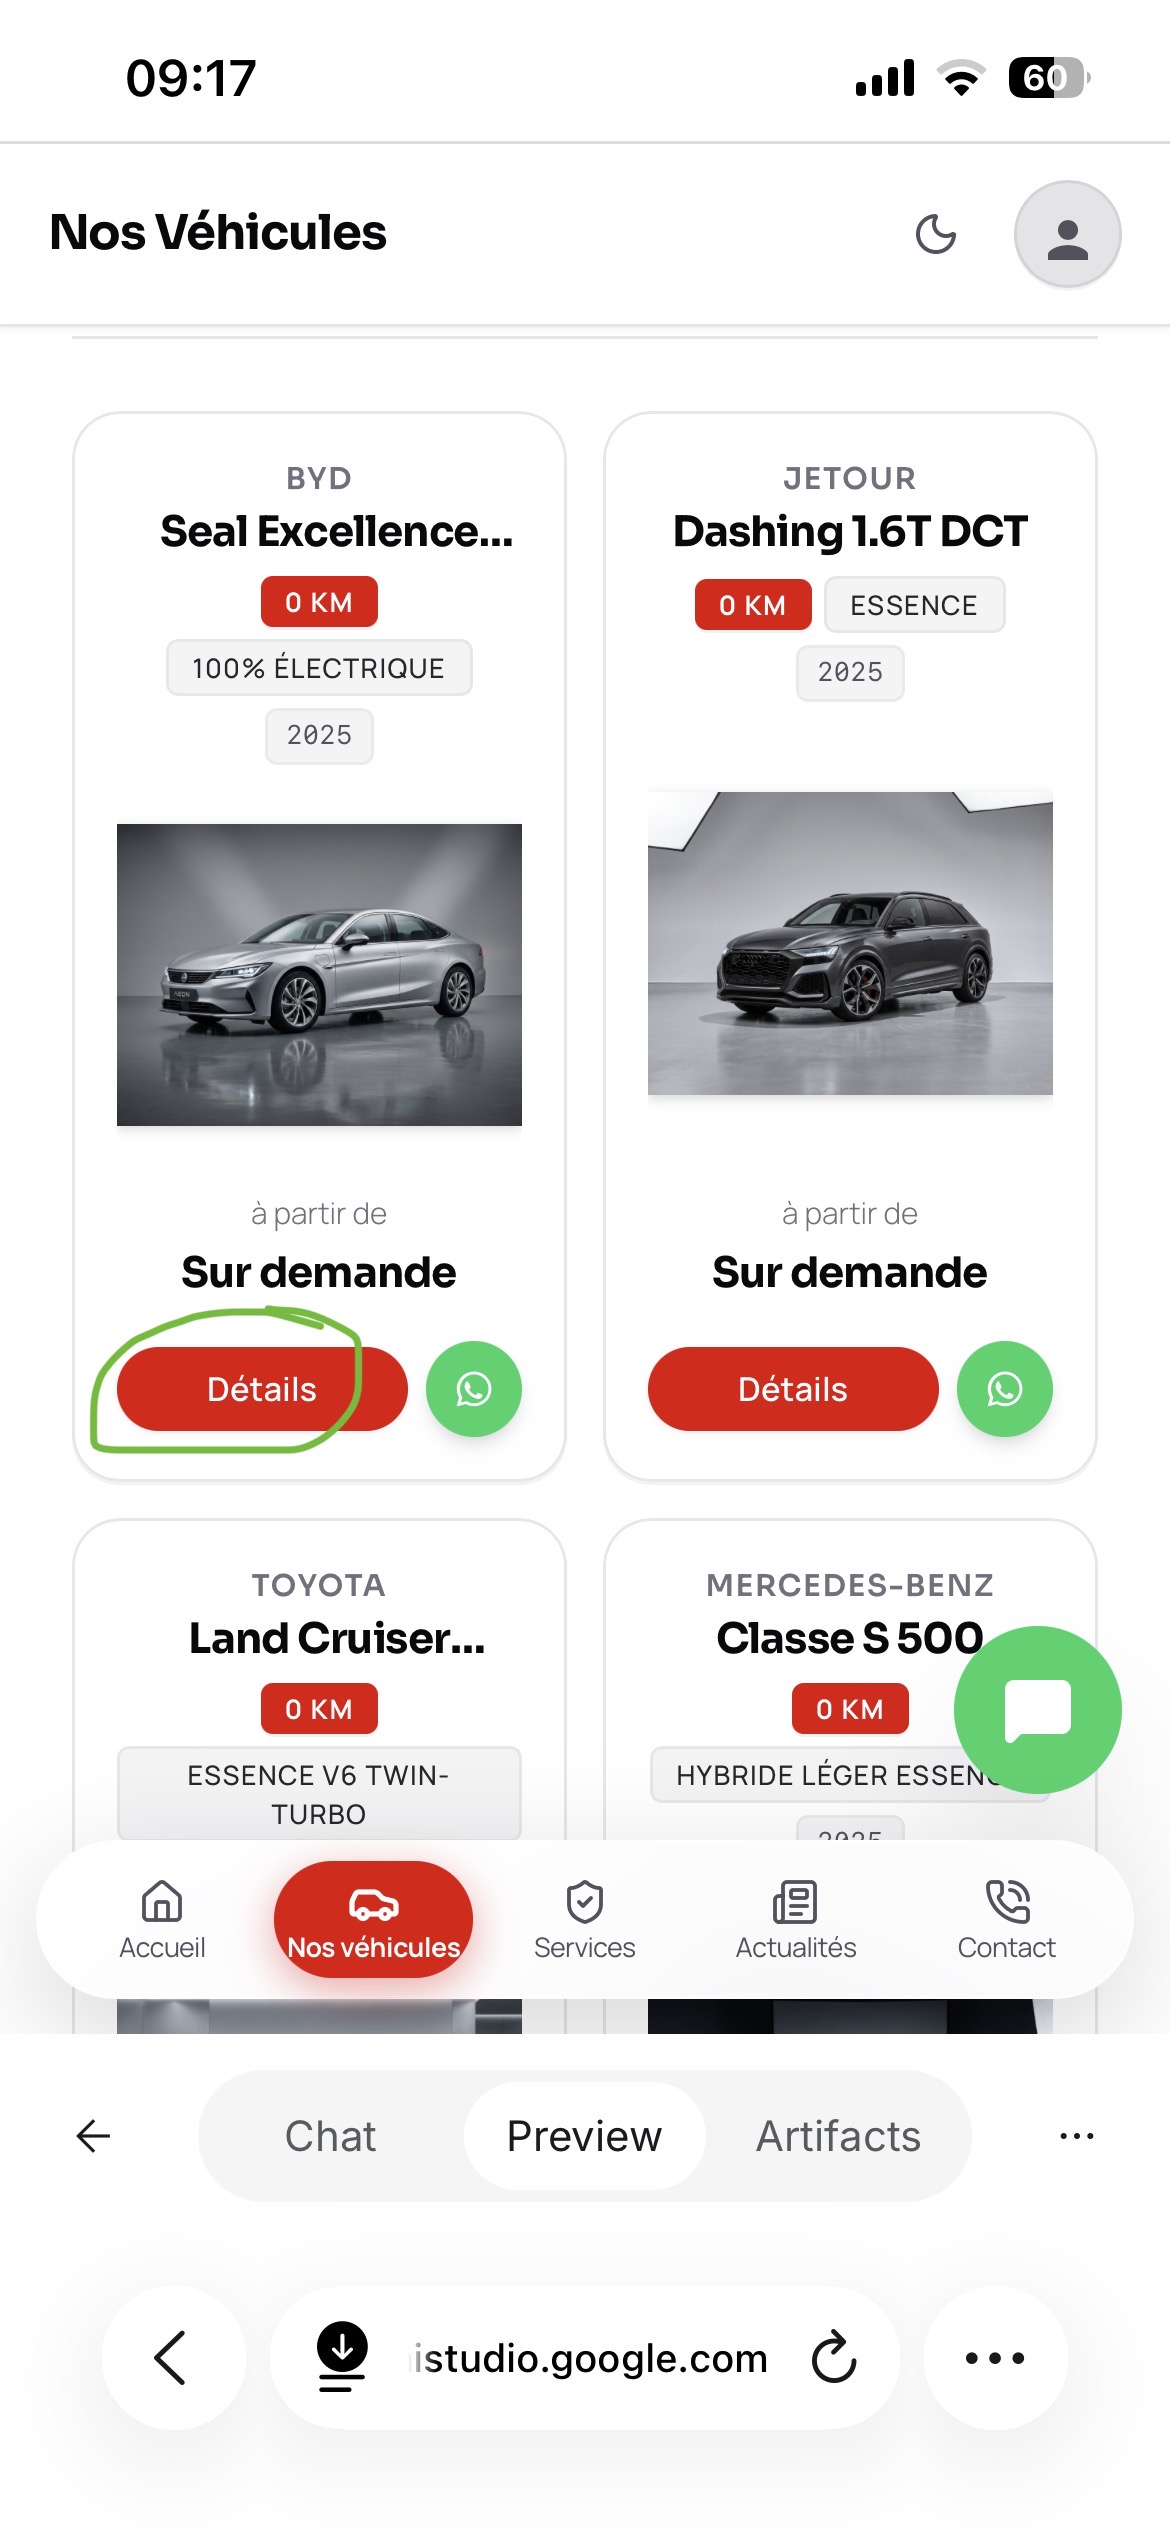 09:17
60
Nos Véhicules
BYD
Seal Excellence...
0 KM
100% ÉLECTRIQUE
2025
à partir de
Sur demande
Détails
JETOUR
Dashing 1.6T DCT
0 KM ESSENCE
2025
à partir de
Sur demande
Détails
TOYOTA
Land Cruiser...
0 KM
ESSENCE V6 TWIN-
TURBO
MERCEDES-BENZ
Classe S 500
0 KM
HYBRIDE LÉGER
2025
Accueil
Nos véhicules
Services
Actualités
Contact
Chat
Preview
Artifacts
istudio.google.com